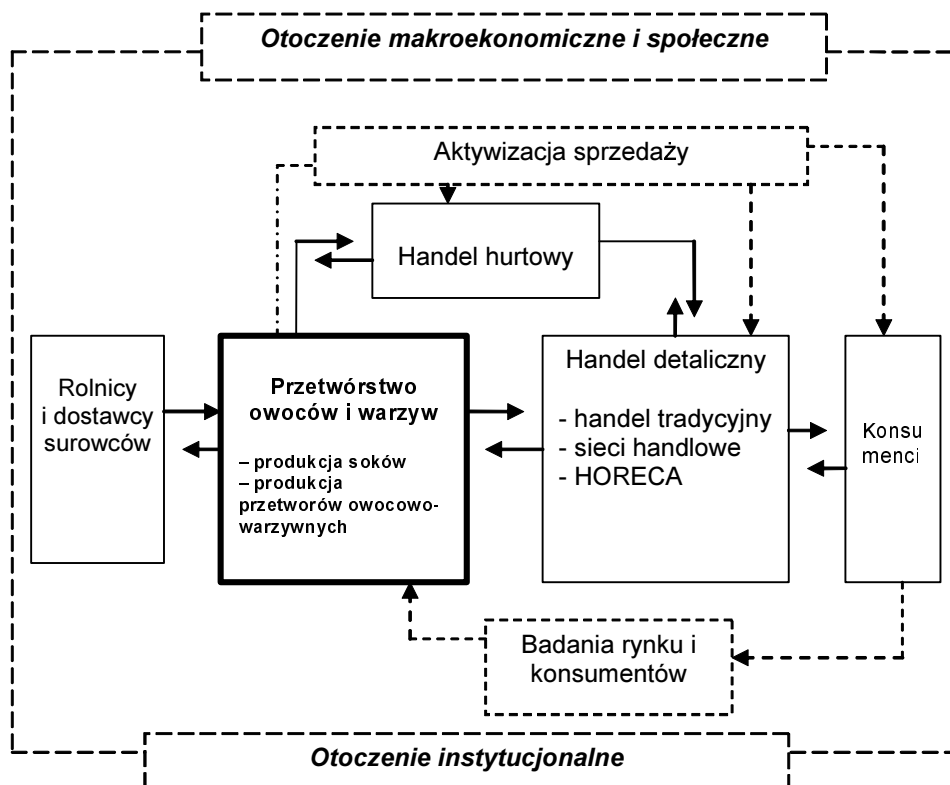 Otoczenie makroekonomiczne i społeczne
Aktywizacja sprzedaży
Handel hurtowy
Rolnicy
i dostawcy
surowców
Przetwórstwo
owoców i warzyw
– produkcja soków
– produkcja
przetworów owocowo-
warzywnych
Handel detaliczny
- handel tradycyjny
- sieci handlowe
- HORECA
Konsu
menci
Badania rynku i
konsumentów
Otoczenie instytucjonalne